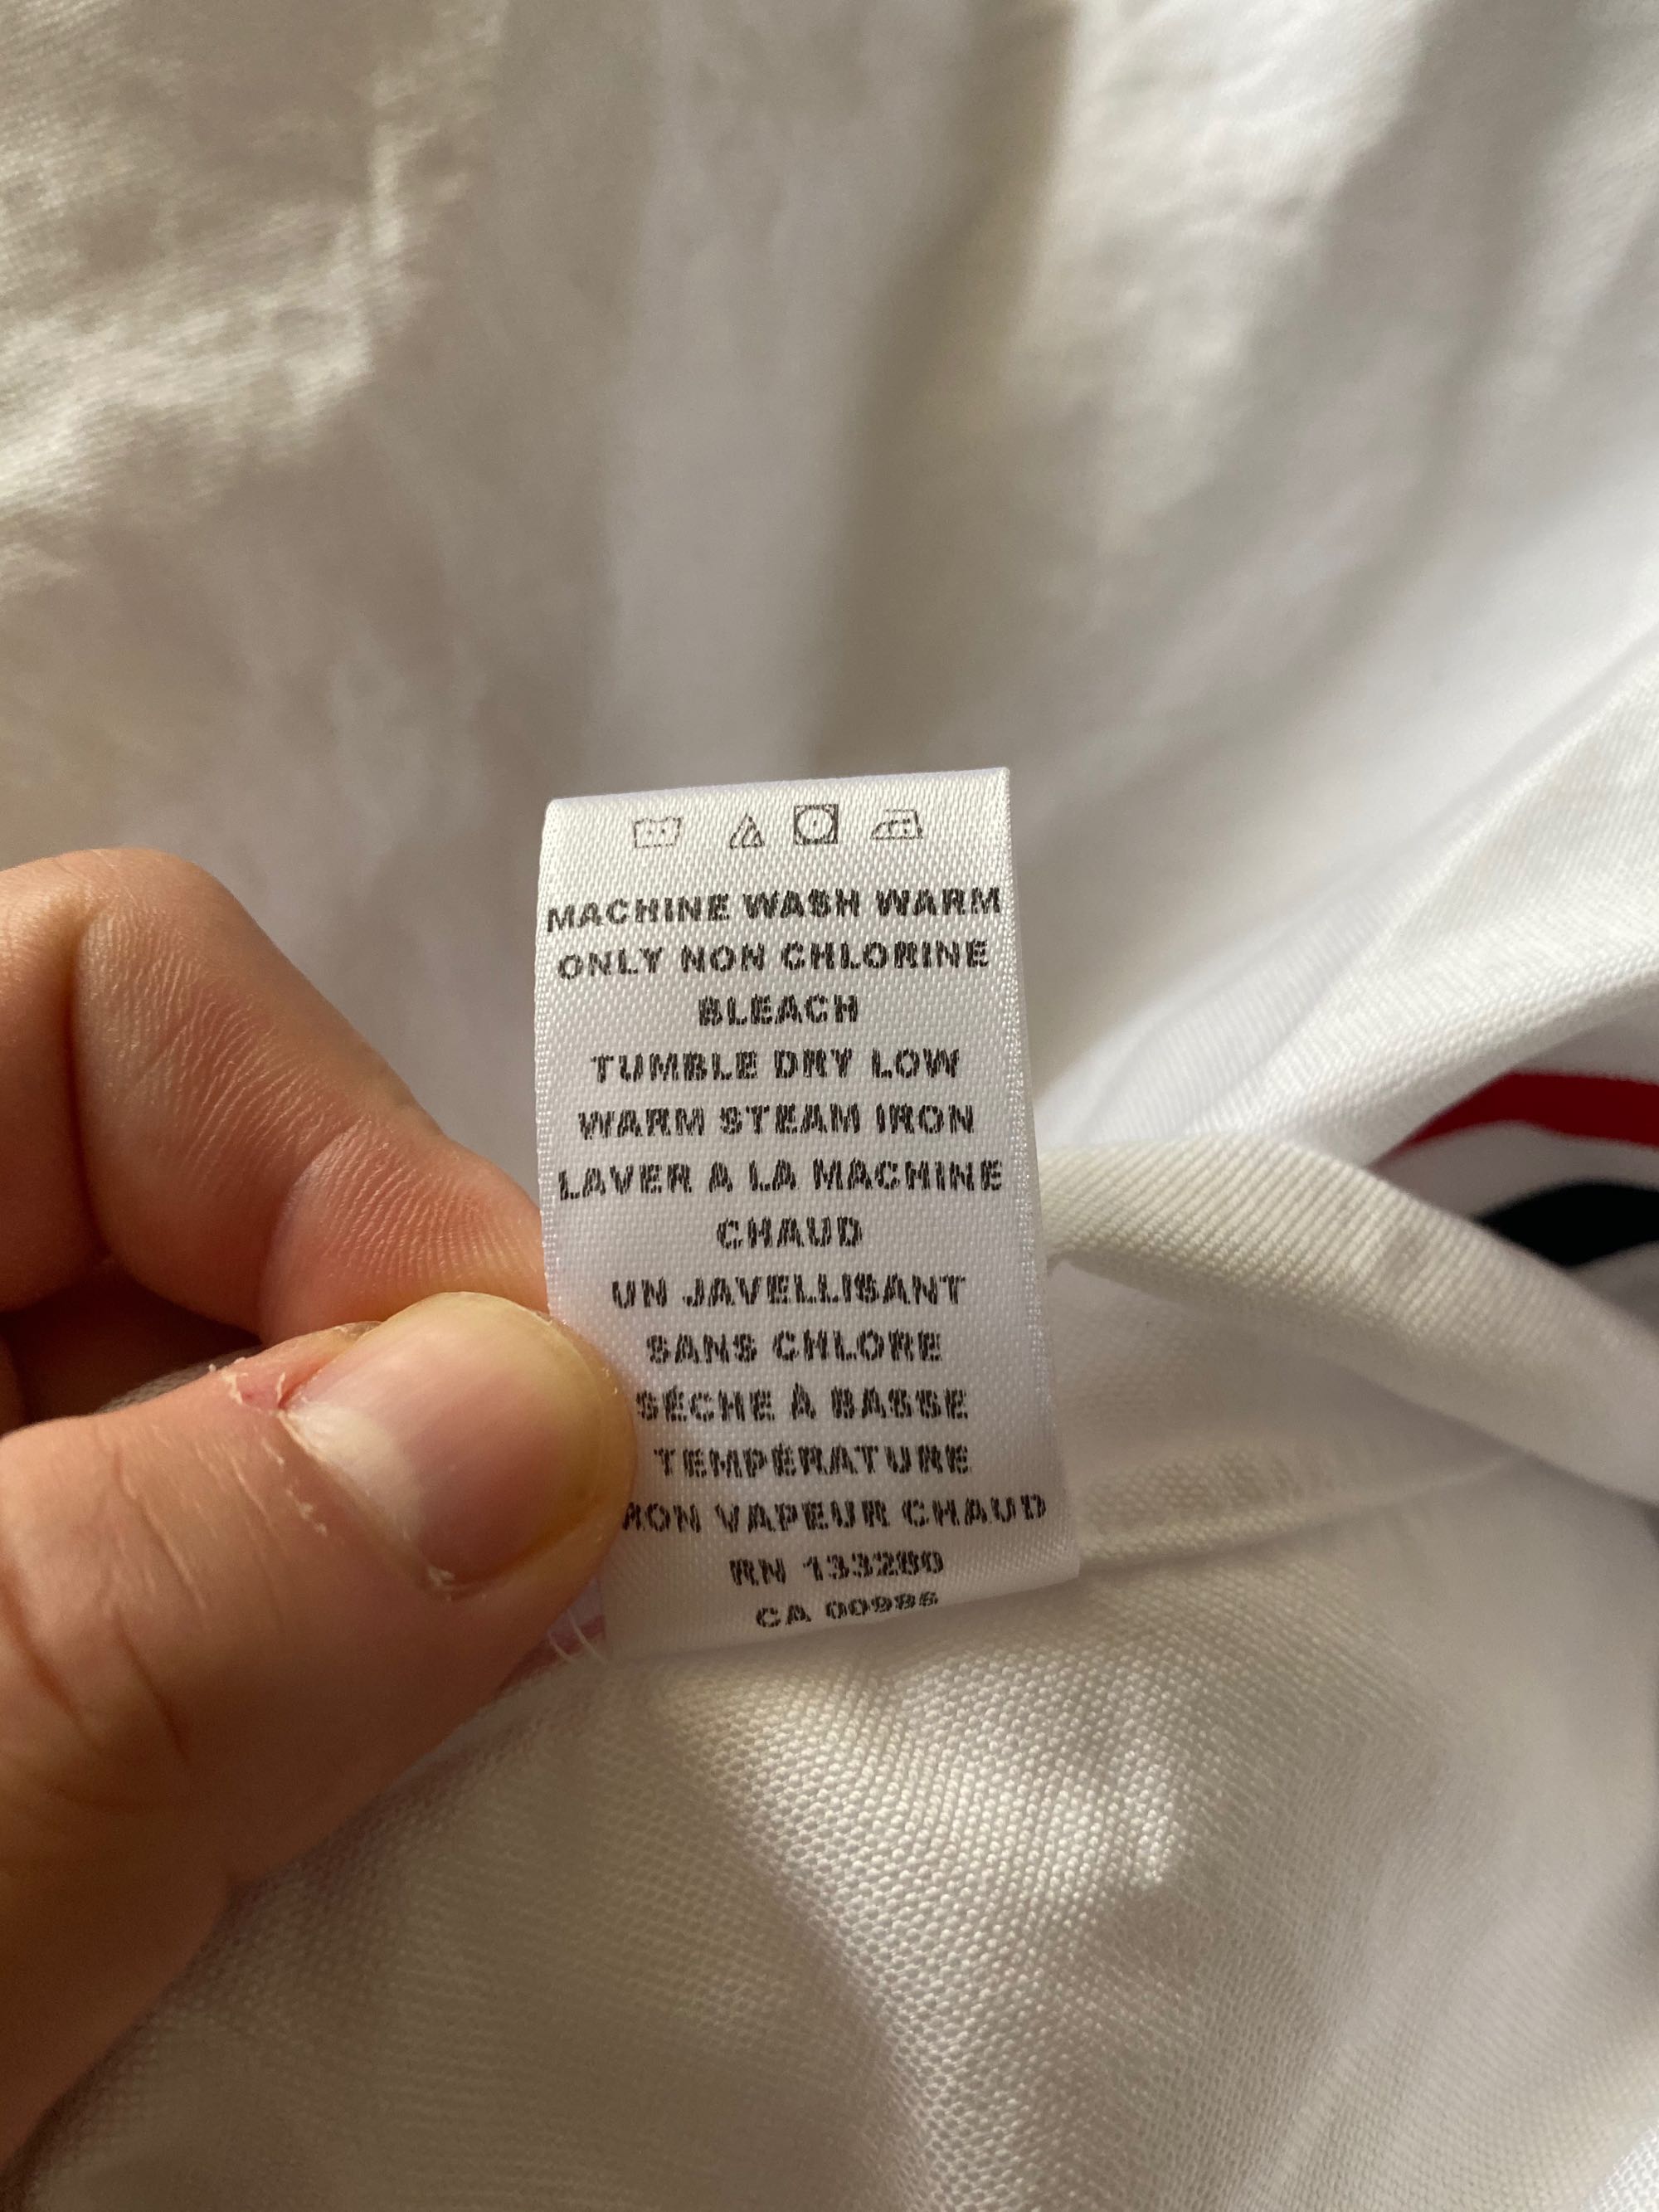 MACHINE WASH WARM
ONLY NON CHLORINE
BLEACH
TUMBLE DRY LOW
WARM STEAM IRON
LAVER A LA MACHINE
CHAUD
UN JAVELLISANT
SANS CHLORE
SÉCHE À BASSE
TEMPÉRATURE
RON VAPEUR CHAUD
RN 133280
CA 00986